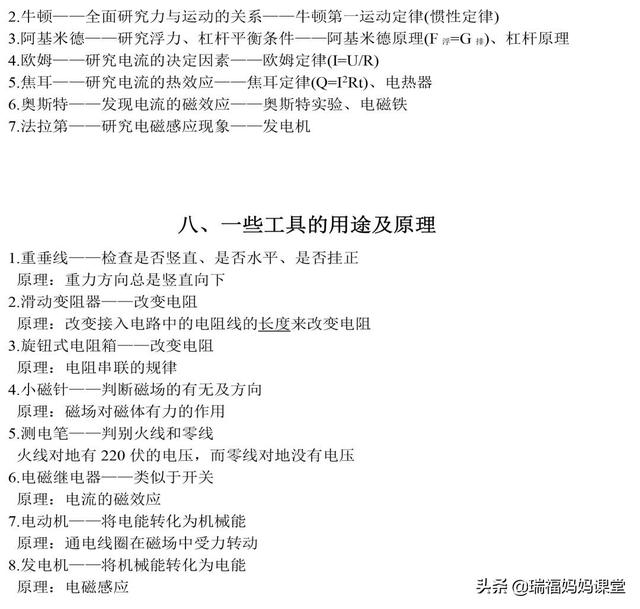 2.牛顿——全面研究力与运动的关系——牛顿第一运动定律(惯性定律)
3.阿基米德——研究浮力、杠杆平衡条件——阿基米德原理(F浮=G排)、杠杆原理
4.欧姆——研究电流的决定因素——欧姆定律(I=U/R)
5.焦耳——研究电流的热效应——焦耳定律(Q=I²Rt)、电热器
6.奥斯特——发现电流的磁效应——奥斯特实验、电磁铁
7.法拉第——研究电磁感应现象——发电机
八、一些工具的用途及原理
1.重垂线——检查是否竖直、是否水平、是否挂正
原理：重力方向总是竖直向下
2.滑动变阻器——改变电阻
原理：改变接入电路中的电阻线的长度来改变电阻
3.旋钮式电阻箱——改变电阻
原理：电阻串联的规律
4.小磁针——判断磁场的有无及方向
原理：磁场对磁体有力的作用
5.测电笔——判别火线和零线
火线对地有 220 伏的电压，而零线对地没有电压
6.电磁继电器——类似于开关
原理：电流的磁效应
7.电动机——将电能转化为机械能
原理：通电线圈在磁场中受力转动
8.发电机——将机械能转化为电能
原理：电磁感应
头条 @瑞福妈妈课堂